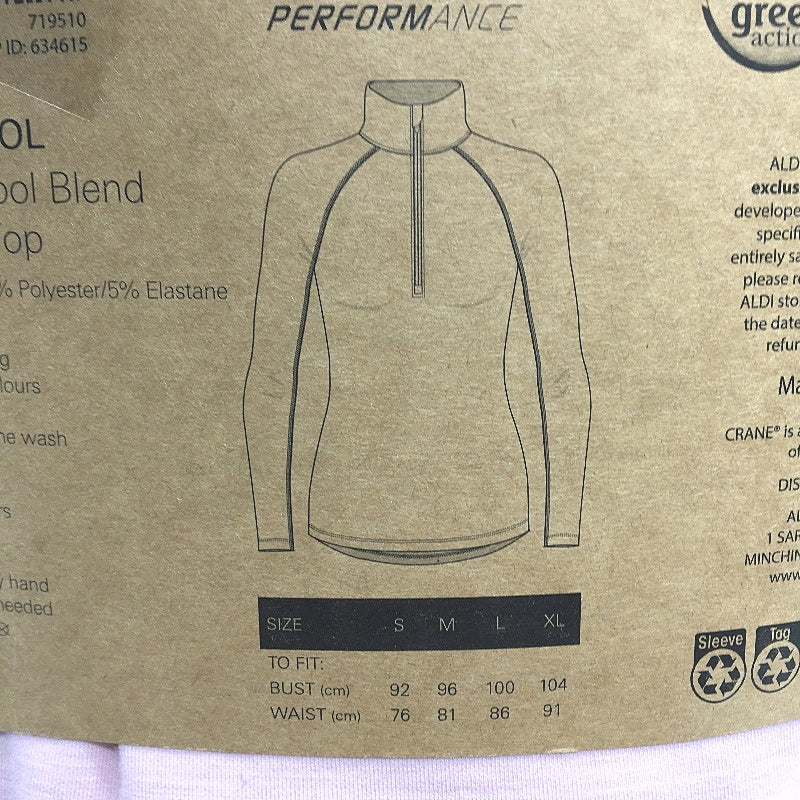 719510
ID: 634615
PERFORMANCE
gree
actio
OL
ool Blend
op
% Polyester/5% Elastane
g
lours
ne wash
rs
y hand
needed
&
ALD
exclus
develope
specifi
entirely sa
please re
ALDI sto
the date
refun
Ma
CRANE® is a
of
DIS
AL
1 SAR
MINCHIN
www
Sleeve
Tag
SIZE S M L XL
TO FIT:
BUST (cm) 92 96 100 104
WAIST (cm) 76 81 86 91